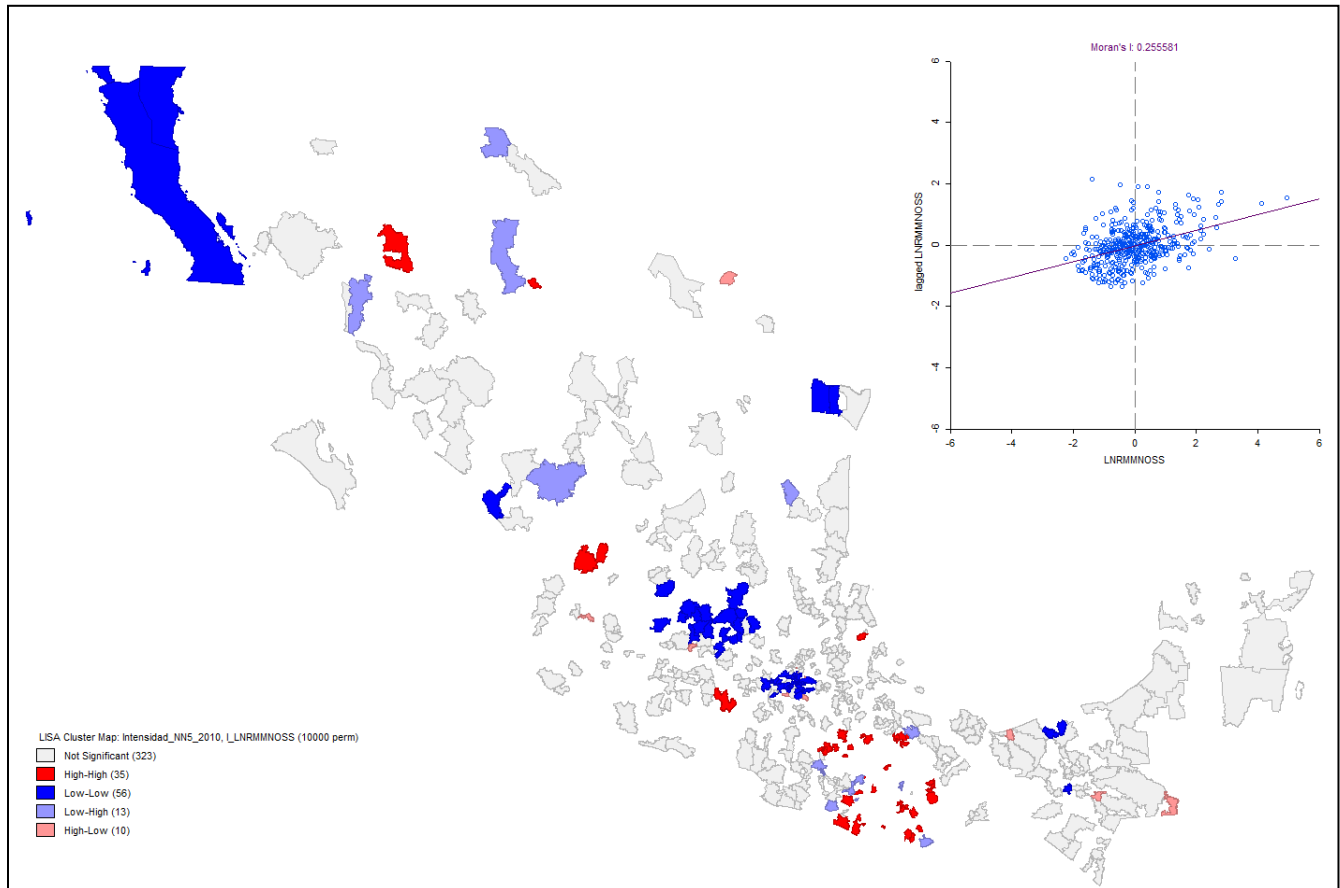 Moran's I: 0.255581
6
4
2
0
-2
-4
-6
lagged LNRMMNOSS
-6
-4
-2
0
2
4
6
LNRMMNOSS
LISA Cluster Map: Intensidad_NN5_2010, I_LNRMMNOSS (10000 perm)
Not Significant (323)
High-High (35)
Low-Low (56)
Low-High (13)
High-Low (10)